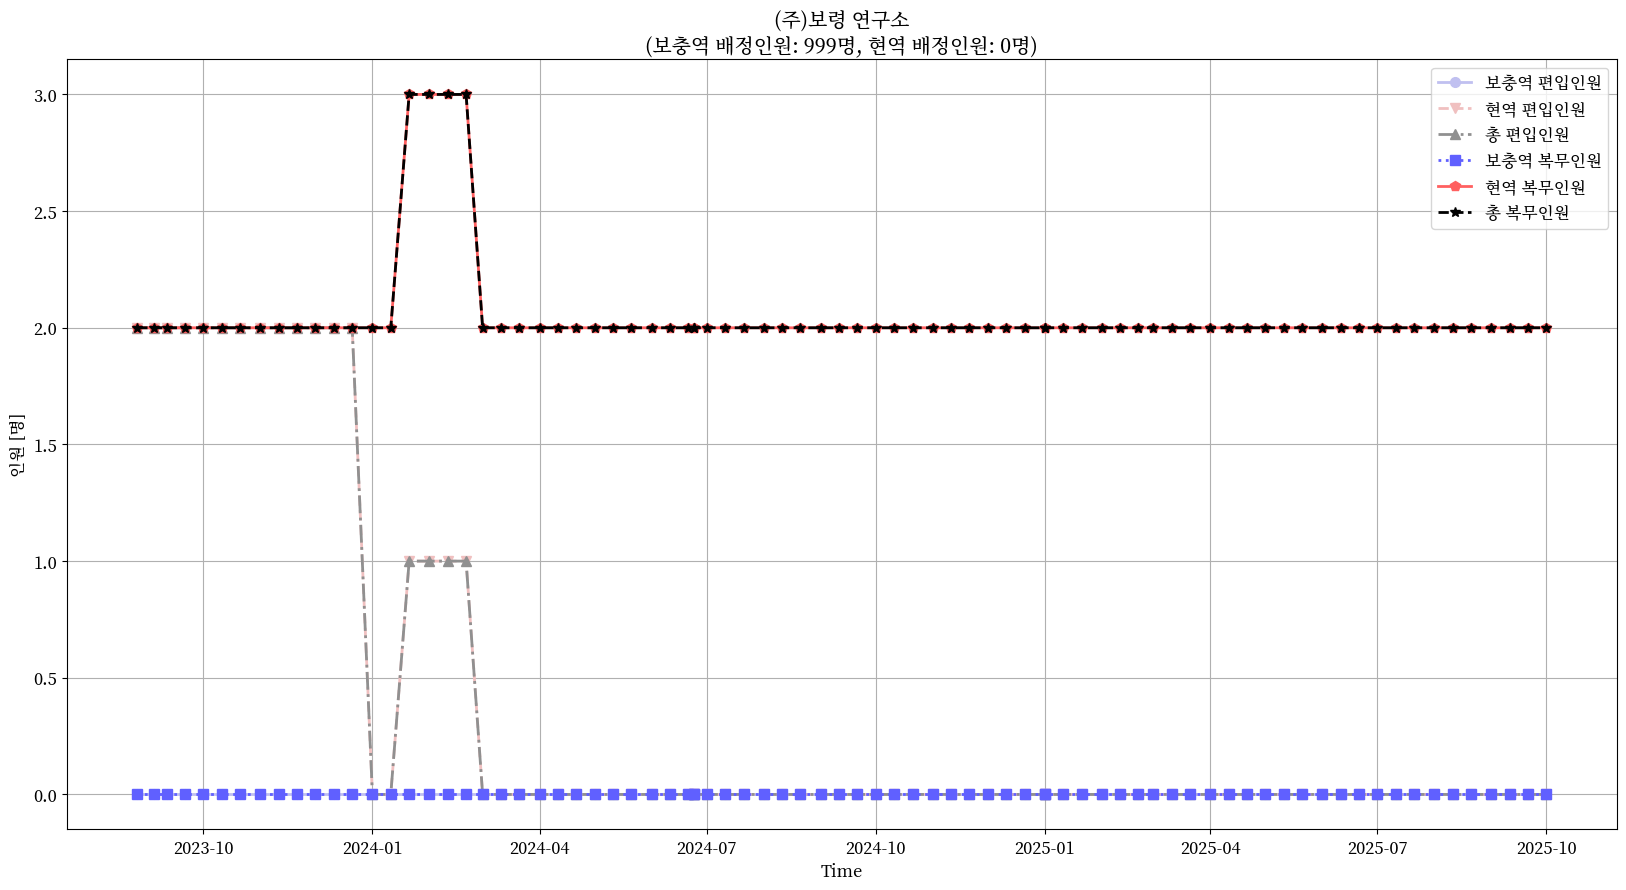 (주)보령 연구소
(보충역 배정인원: 999명, 현역 배정인원: 0명)
보충역 편입인원
현역 편입인원
총 편입인원
보충역 복무인원
현역 복무인원
총 복무인원
인원 [명]
3.0
2.5
2.0
1.5
1.0
0.5
0.0
2023-10
2024-01
2024-04
2024-07
2024-10
2025-01
2025-04
2025-07
2025-10
Time